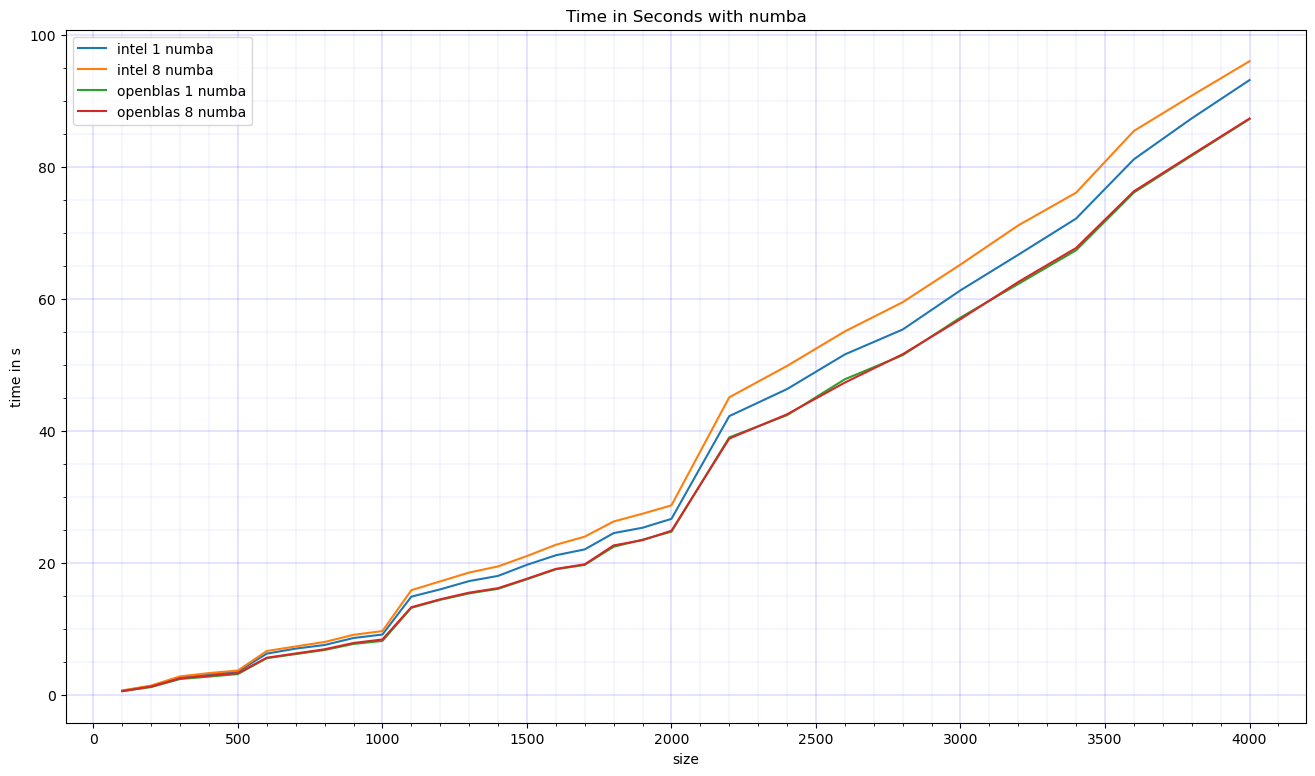 Time in Seconds with numba
intel 1 numba
intel 8 numba
openblas 1 numba
openblas 8 numba
time in s
100
80
60
40
20
0
0 500 1000 1500 2000 2500 3000 3500 4000
size